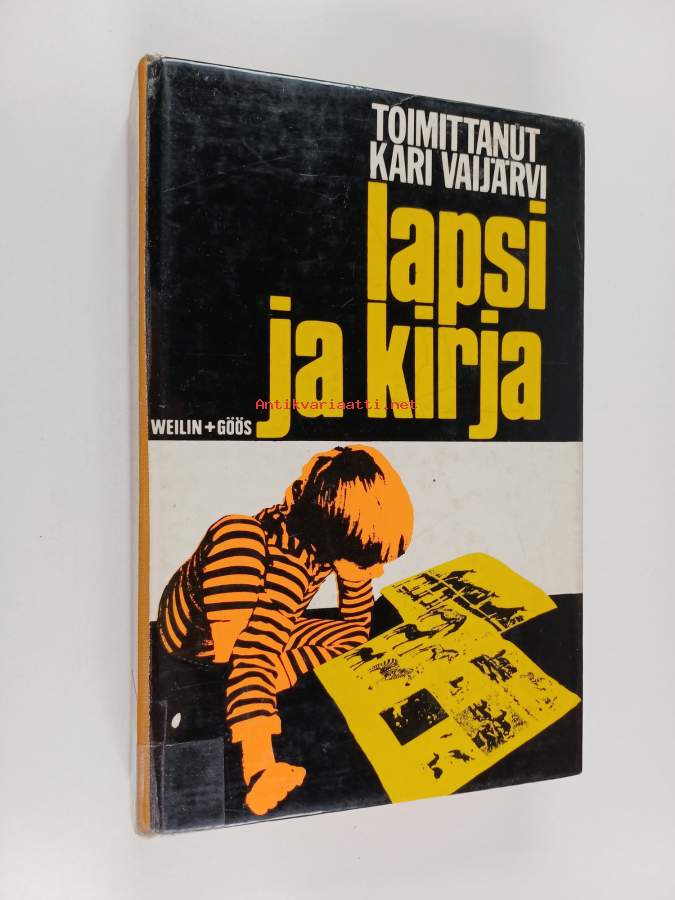 TOIMITTANUT
KARI VAIJÄRVI
lapsi
ja kirja
Antikvariaatti.net
WEILIN+GÖÖS